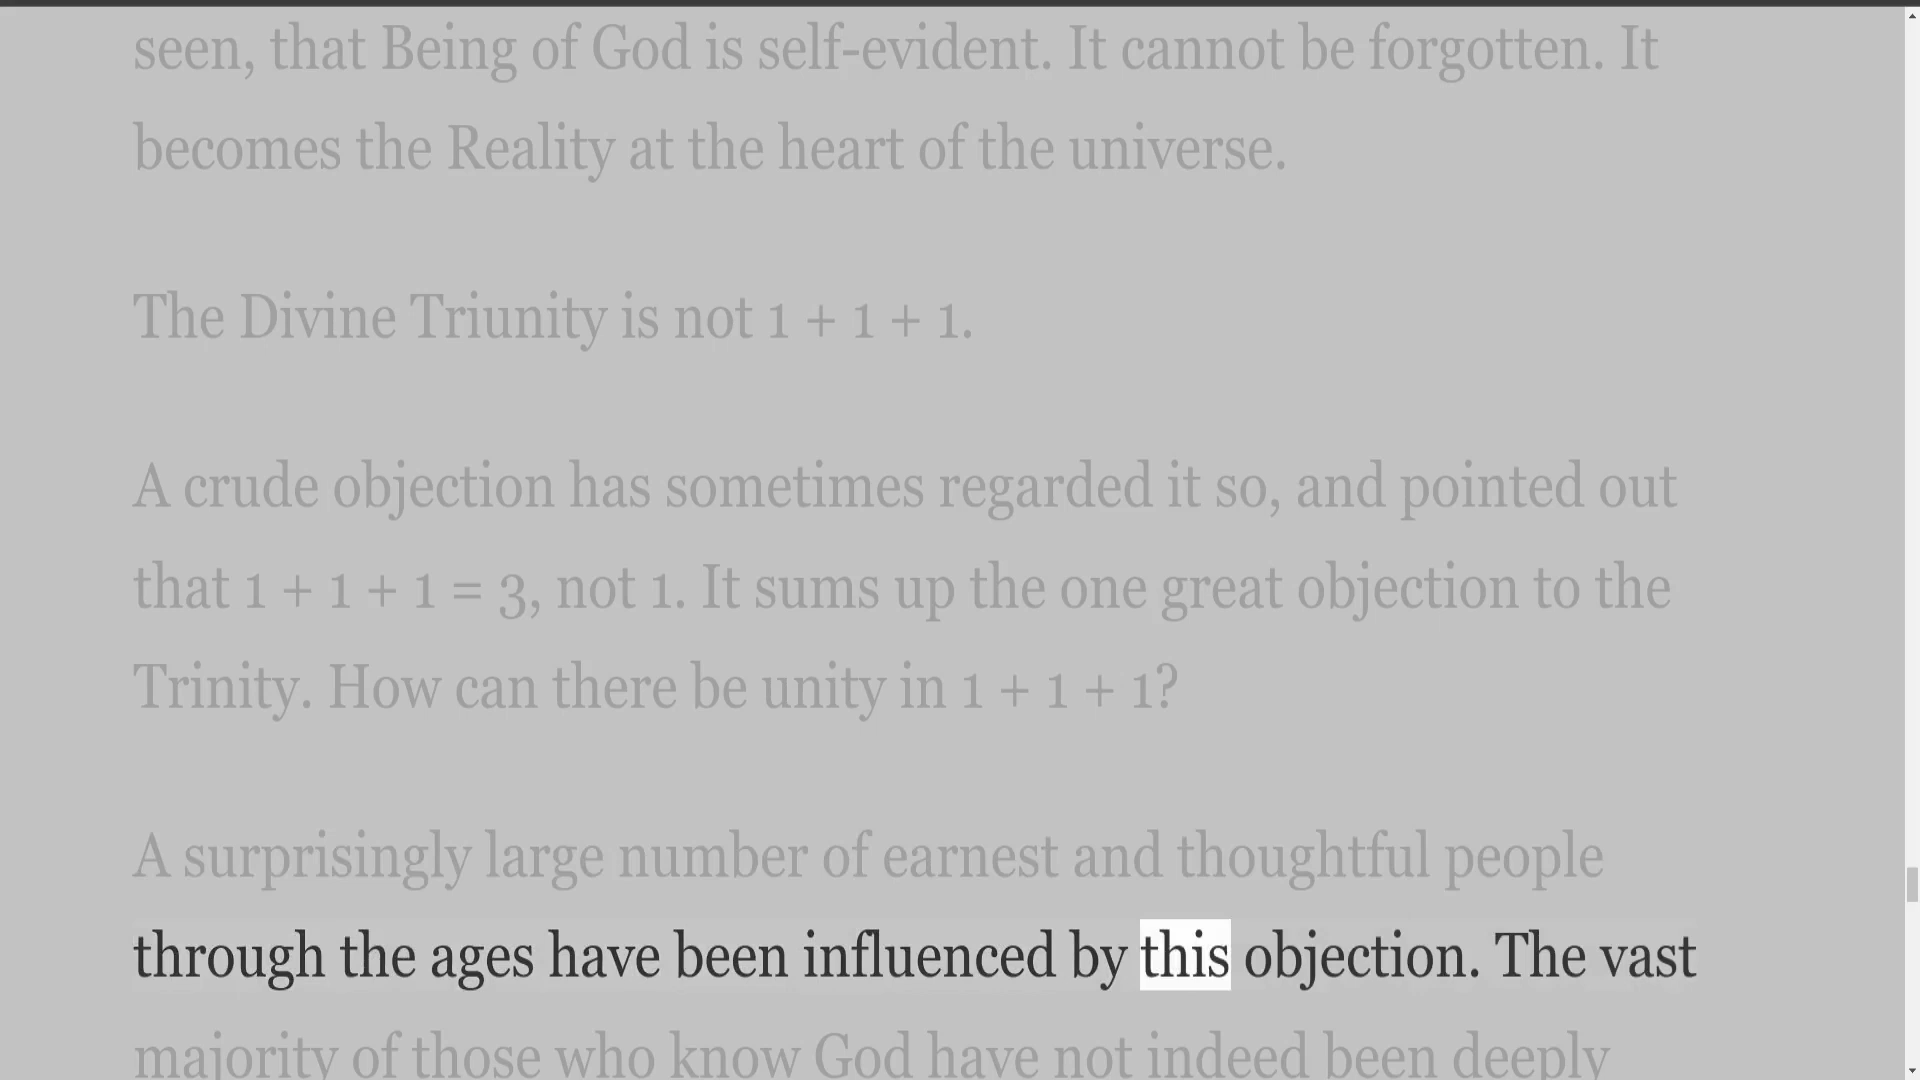 seen, that Being of God is self-evident. It cannot be forgotten. It
becomes the Reality at the heart of the universe.
The Divine Triunity is not 1 + 1 + 1.
A crude objection has sometimes regarded it so, and pointed out
that 1 + 1 + 1 = 3, not 1. It sums up the one great objection to the
Trinity. How can there be unity in 1 + 1 + 1?
A surprisingly large number of earnest and thoughtful people
through the ages have been influenced by this objection. The vast
majority of those who know God have not indeed been deeply